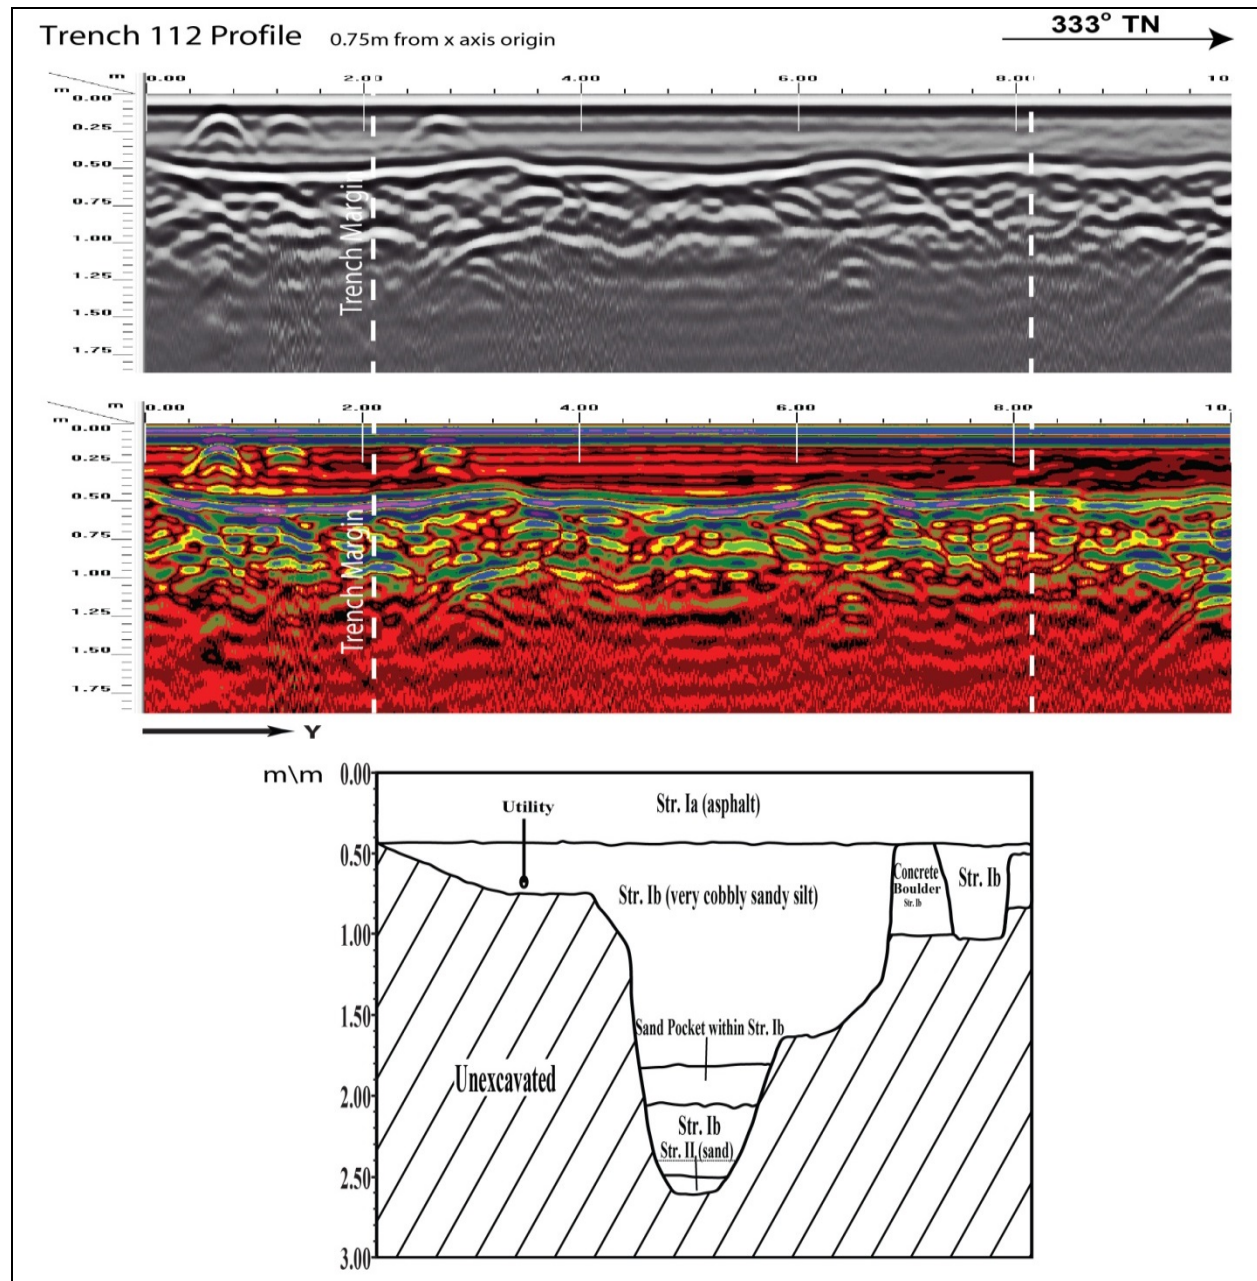 Trench 112 Profile 0.75m from x axis origin
333° TN
m 0.00 2.00 4.00 6.00 8.00 10.
m
0.00
0.25
0.50
0.75
1.00
1.25
1.50
1.75
Trench Margin
m 0.00 2.00 4.00 6.00 8.00 10.
m
0.00
0.25
0.50
0.75
1.00
1.25
1.50
1.75
Trench Margin
Y
m\m
0.00
0.50
1.00
1.50
2.00
2.50
3.00
Str. Ia (asphalt)
Utility
Str. Ib (very cobbly sandy silt)
Concrete
Boulder
Str. Ib
Str. Ib
Sand Pocket within Str. Ib
Unexcavated
Str. Ib
Str. II (sand)